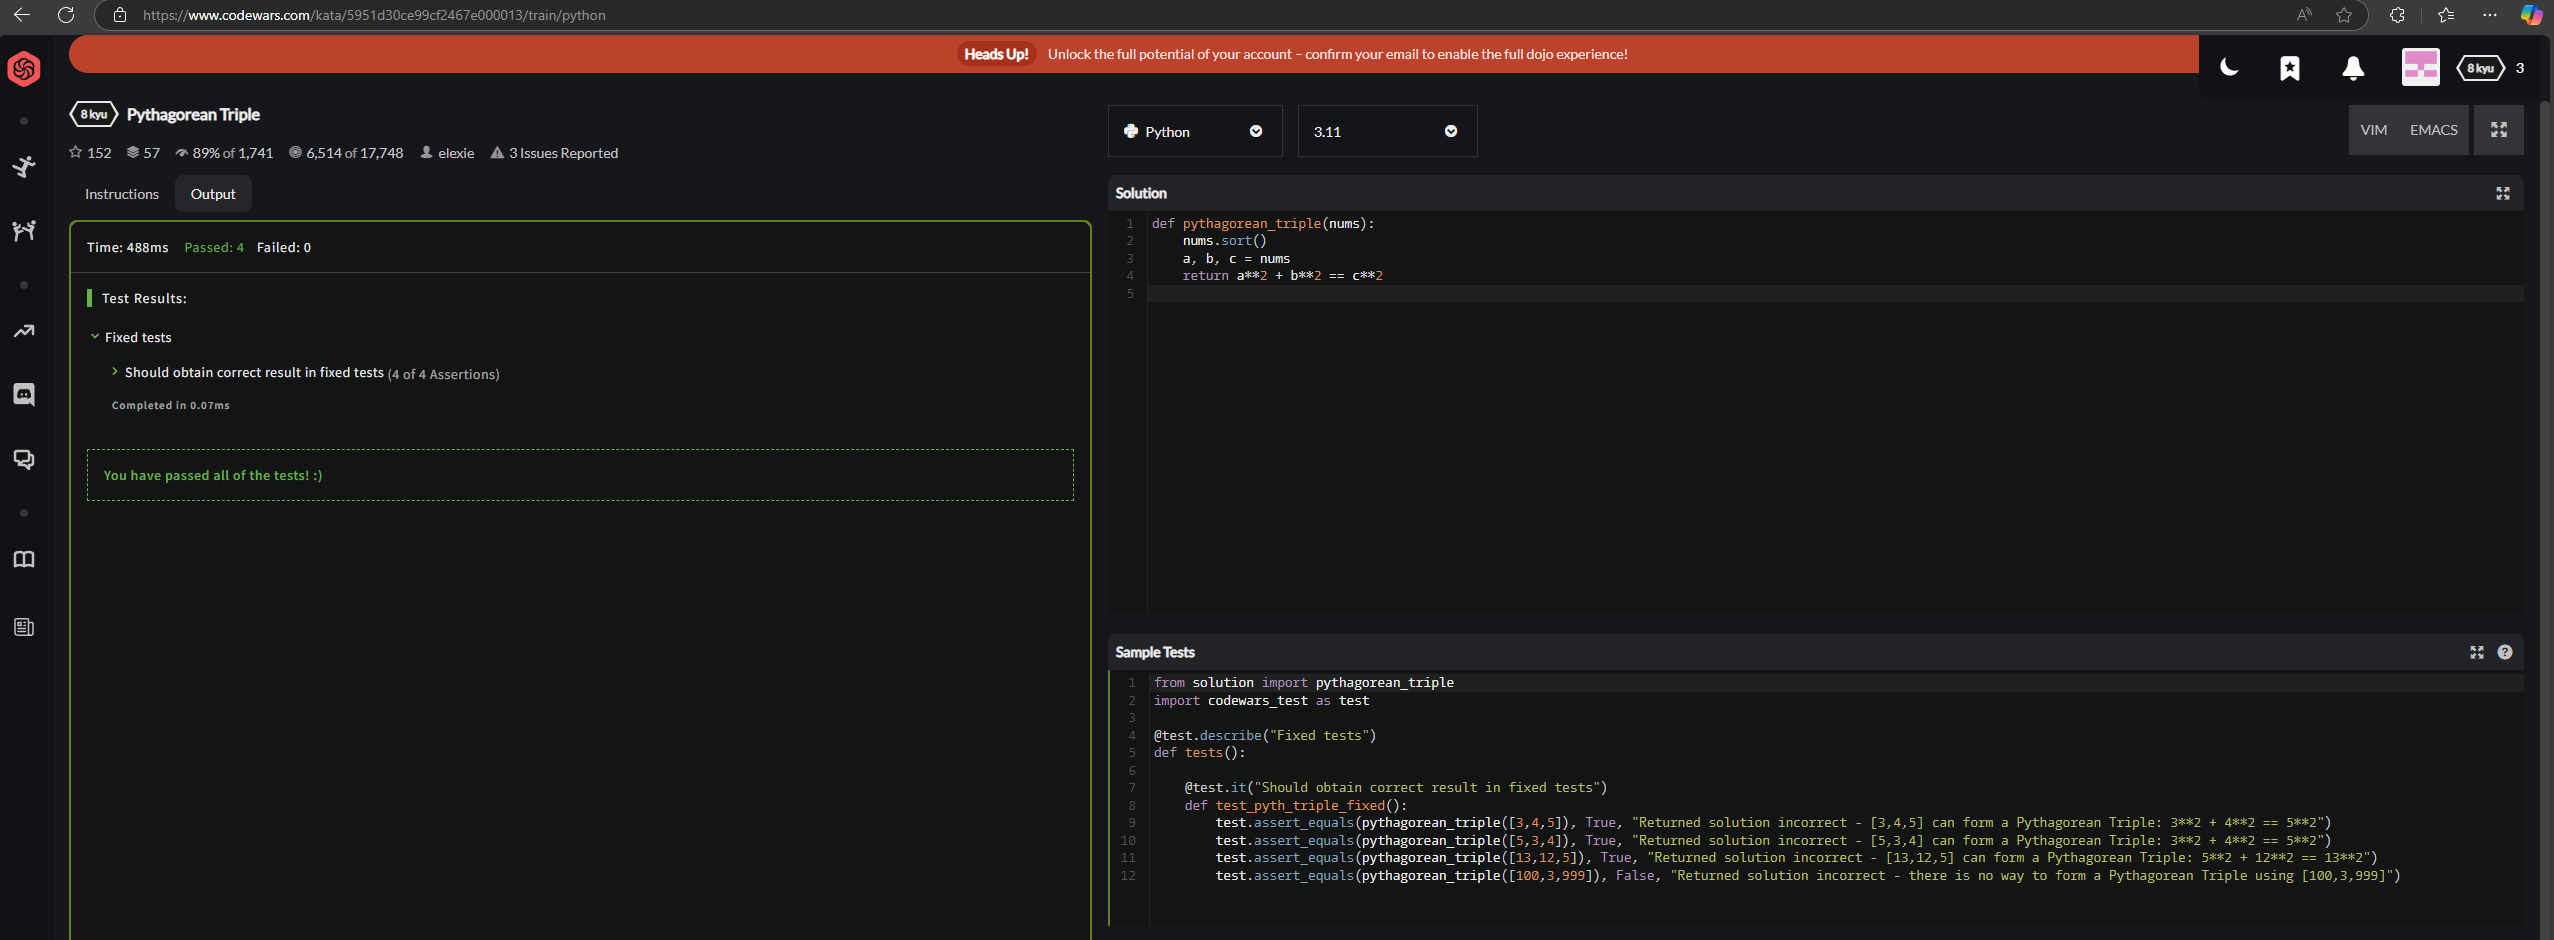 https://www.codewars.com/kata/5951d30ce99cf2467e000013/train/python
Heads Up! Unlock the full potential of your account – confirm your email to enable the full dojo experience!
8 kyu 3
8 kyu Pythagorean Triple
152 57 89% of 1,741 6,514 of 17,748 elexie 3 Issues Reported
Instructions Output
Time: 488ms Passed: 4 Failed: 0
Test Results:
Fixed tests
Should obtain correct result in fixed tests (4 of 4 Assertions)
Completed in 0.07ms
You have passed all of the tests! :)
Python 3.11 VIM EMACS
Solution
1 def pythagorean_triple(nums):
2 nums.sort()
3 a, b, c = nums
4 return a**2 + b**2 == c**2
5
Sample Tests ?
1 from solution import pythagorean_triple
2 import codewars_test as test
3
4 @test.describe("Fixed tests")
5 def tests():
6
7 @test.it("Should obtain correct result in fixed tests")
8 def test_pyth_triple_fixed():
9 test.assert_equals(pythagorean_triple([3,4,5]), True, "Returned solution incorrect - [3,4,5] can form a Pythagorean Triple: 3**2 + 4**2 == 5**2")
10 test.assert_equals(pythagorean_triple([5,3,4]), True, "Returned solution incorrect - [5,3,4] can form a Pythagorean Triple: 3**2 + 4**2 == 5**2")
11 test.assert_equals(pythagorean_triple([13,12,5]), True, "Returned solution incorrect - [13,12,5] can form a Pythagorean Triple: 5**2 + 12**2 == 13**2")
12 test.assert_equals(pythagorean_triple([100,3,999]), False, "Returned solution incorrect - there is no way to form a Pythagorean Triple using [100,3,999]")